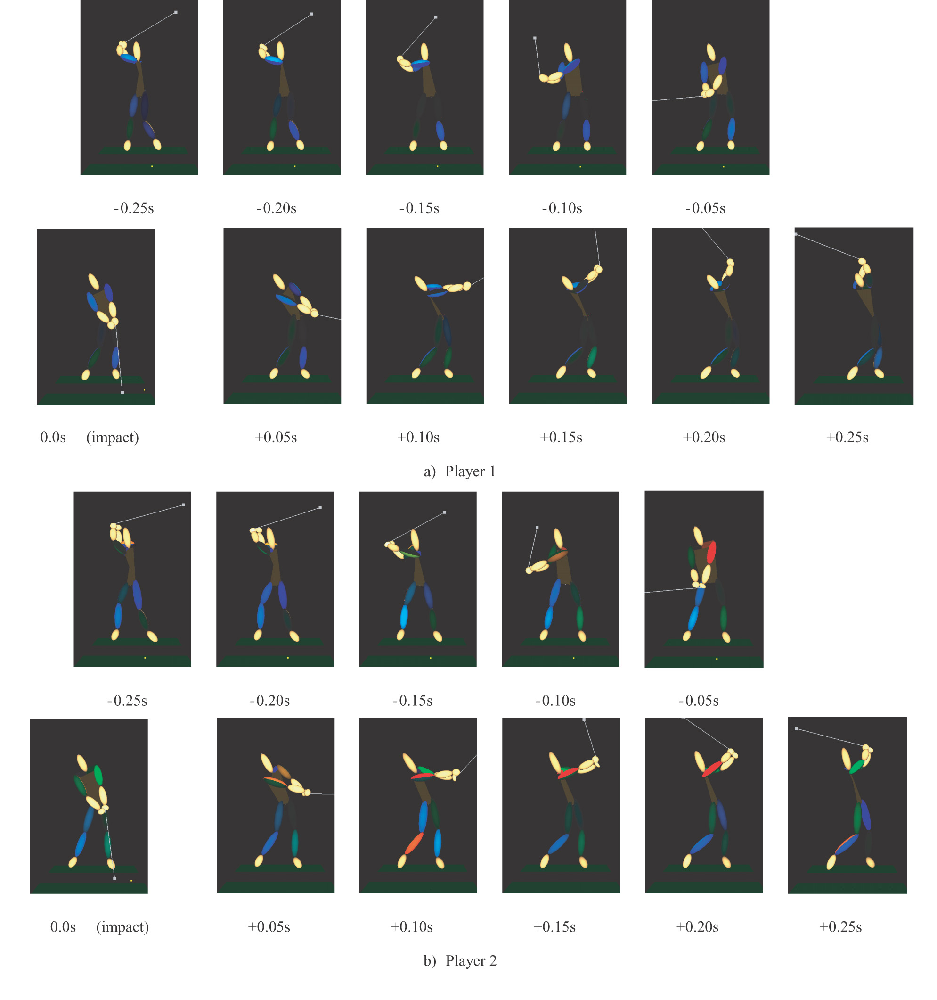 -0.25s -0.20s -0.15s -0.10s -0.05s
0.0s (impact) +0.05s +0.10s +0.15s +0.20s +0.25s
a) Player 1
-0.25s -0.20s -0.15s -0.10s -0.05s
0.0s (impact) +0.05s +0.10s +0.15s +0.20s +0.25s
b) Player 2